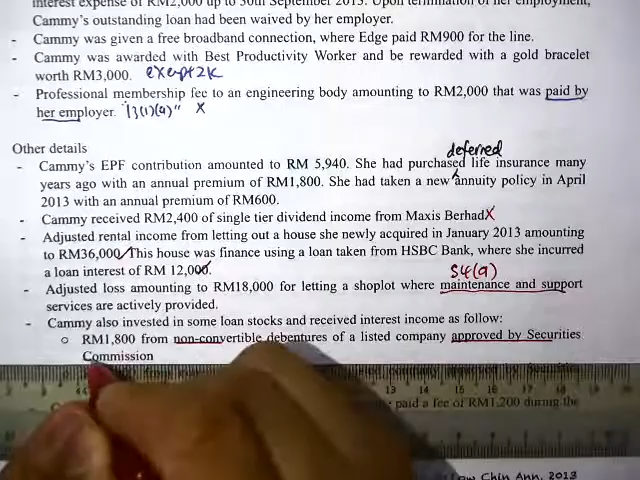 interest expense of RM2,000 up to 30th September 2013. Upon termination of her employment,
Cammy's outstanding loan had been waived by her employer.
- Cammy was given a free broadband connection, where Edge paid RM900 for the line.
- Cammy was awarded with Best Productivity Worker and be rewarded with a gold bracelet
worth RM3,000. exempt 2K
- Professional membership fee to an engineering body amounting to RM2,000 that was paid by
her employer. "13(1)(a)" X
Other details
deferred
- Cammy's EPF contribution amounted to RM 5,940. She had purchased life insurance many
years ago with an annual premium of RM1,800. She had taken a new annuity policy in April
2013 with an annual premium of RM600.
- Cammy received RM2,400 of single tier dividend income from Maxis Berhad X
- Adjusted rental income from letting out a house she newly acquired in January 2013 amounting
to RM36,000. This house was finance using a loan taken from HSBC Bank, where she incurred
a loan interest of RM 12,000.
S4(a)
- Adjusted loss amounting to RM18,000 for letting a shoplot where maintenance and support
services are actively provided.
- Cammy also invested in some loan stocks and received interest income as follow:
o RM1,800 from non-convertible debentures of a listed company approved by Securities
Commission
13 14 15 16 17 18 19
paid a fee of RM1,200 during the
Chin Ann, 2013